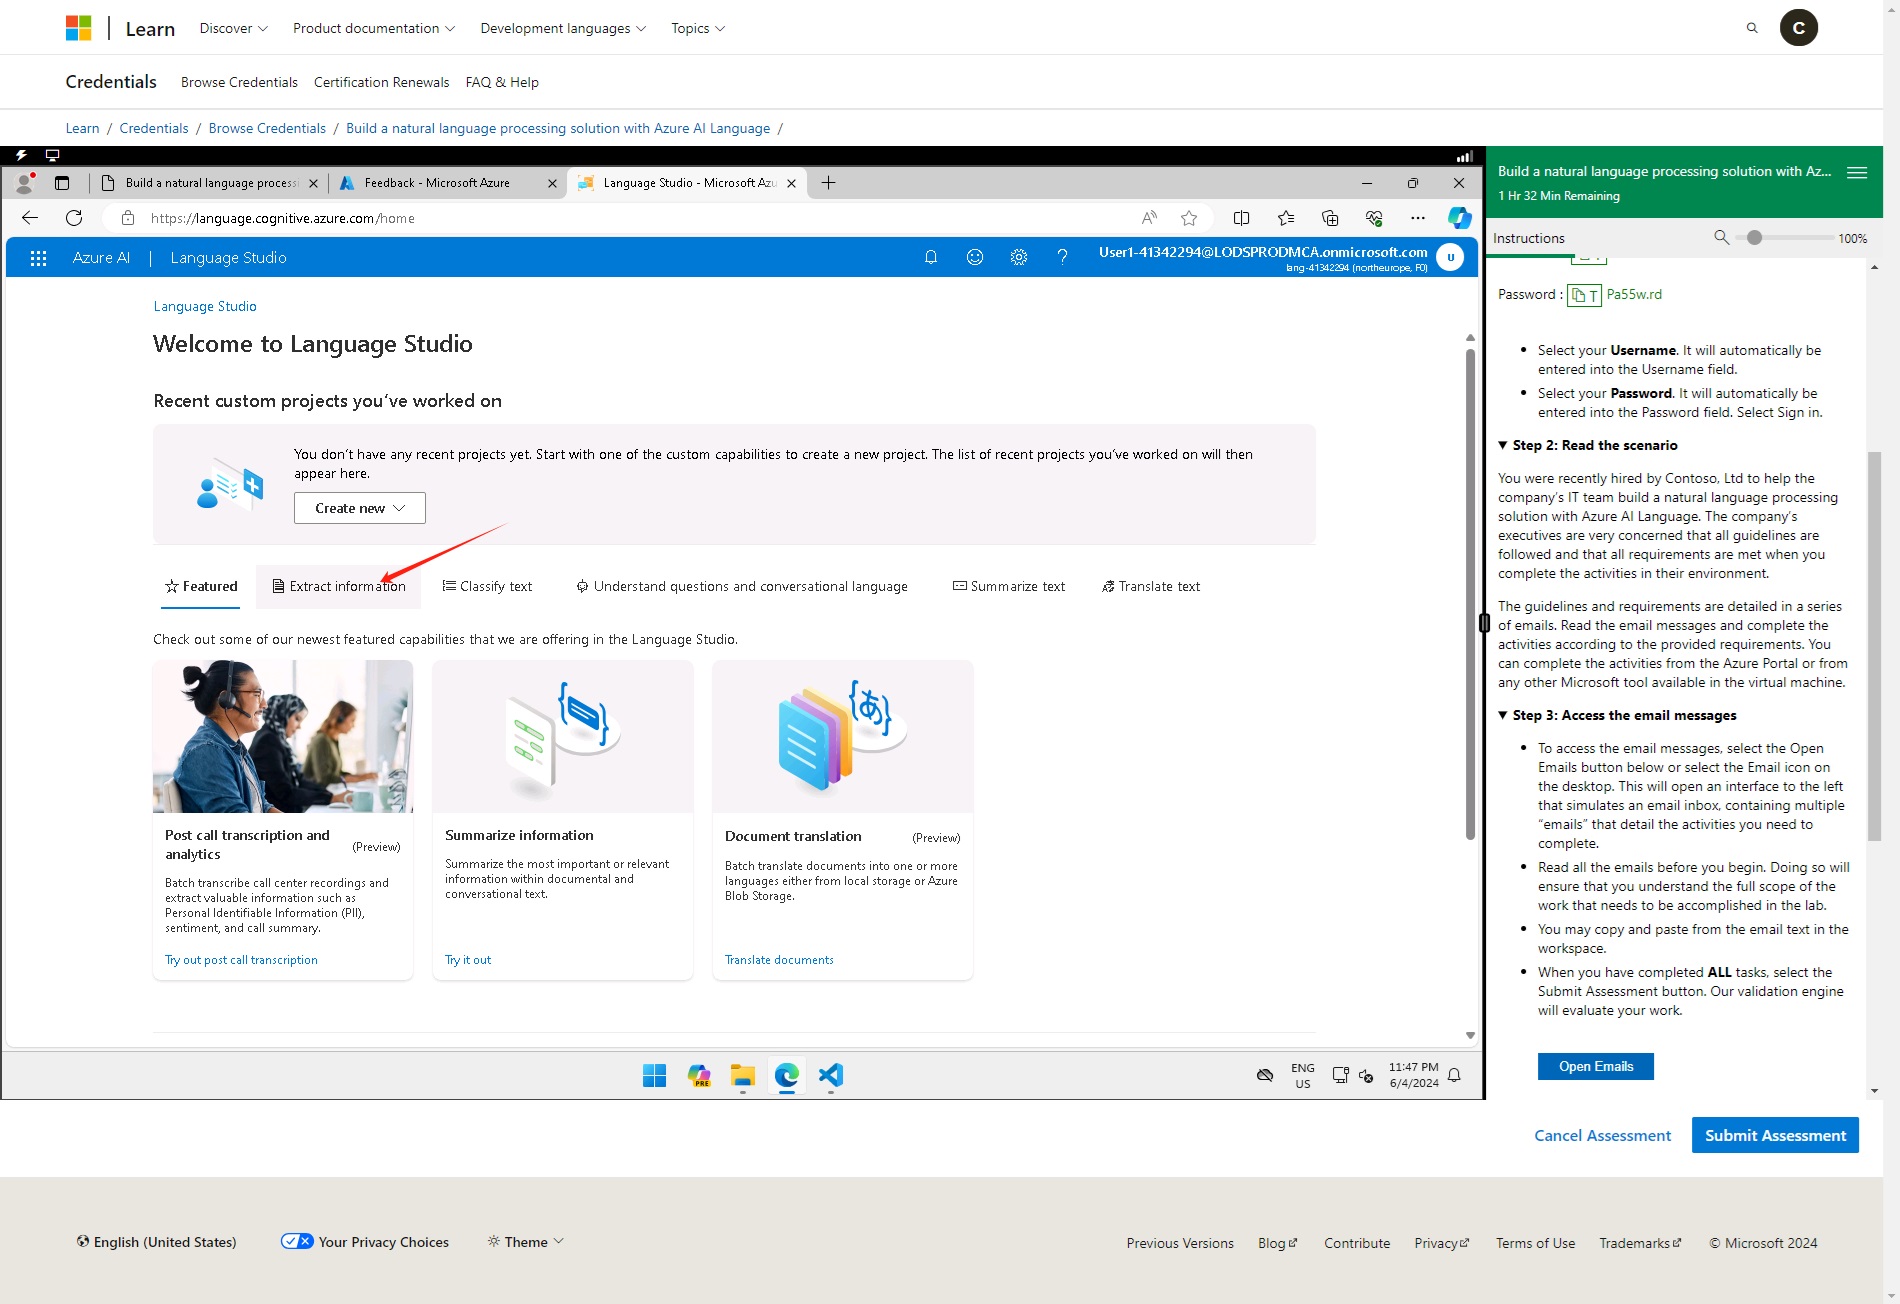 Learn
Discover
Product documentation
Development languages
Topics
C
Credentials
Browse Credentials
Certification Renewals
FAQ & Help
Learn / Credentials / Browse Credentials / Build a natural language processing solution with Azure AI Language /
Build a natural language process
Feedback - Microsoft Azure
Language Studio - Microsoft Azu
https://language.cognitive.azure.com/home
Azure AI | Language Studio
User1-41342294@LODSPRODMCA.onmicrosoft.com
lang-41342294 (northeurope, F0)
U
Language Studio
Welcome to Language Studio
Recent custom projects you've worked on
You don't have any recent projects yet. Start with one of the custom capabilities to create a new project. The list of recent projects you've worked on will then
appear here.
Create new
Featured
Extract information
Classify text
Understand questions and conversational language
Summarize text
Translate text
Check out some of our newest featured capabilities that we are offering in the Language Studio.
Post call transcription and
analytics
(Preview)
Batch transcribe call center recordings and
extract valuable information such as
Personal Identifiable Information (PII),
sentiment, and call summary.
Try out post call transcription
Summarize information
Summarize the most important or relevant
information within documental and
conversational text.
Try it out
Document translation
(Preview)
Batch translate documents into one or more
languages either from local storage or Azure
Blob Storage.
Translate documents
PRE
ENG
US
11:47 PM
6/4/2024
Build a natural language processing solution with Az...
1 Hr 32 Min Remaining
Instructions
100%
Password : T Pa55w.rd
Select your Username. It will automatically be
entered into the Username field.
Select your Password. It will automatically be
entered into the Password field. Select Sign in.
Step 2: Read the scenario
You were recently hired by Contoso, Ltd to help the
company's IT team build a natural language processing
solution with Azure AI Language. The company's
executives are very concerned that all guidelines are
followed and that all requirements are met when you
complete the activities in their environment.
The guidelines and requirements are detailed in a series
of emails. Read the email messages and complete the
activities according to the provided requirements. You
can complete the activities from the Azure Portal or from
any other Microsoft tool available in the virtual machine.
Step 3: Access the email messages
To access the email messages, select the Open
Emails button below or select the Email icon on
the desktop. This will open an interface to the left
that simulates an email inbox, containing multiple
“emails” that detail the activities you need to
complete.
Read all the emails before you begin. Doing so will
ensure that you understand the full scope of the
work that needs to be accomplished in the lab.
You may copy and paste from the email text in the
workspace.
When you have completed ALL tasks, select the
Submit Assessment button. Our validation engine
will evaluate your work.
Open Emails
Cancel Assessment
Submit Assessment
English (United States)
Your Privacy Choices
Theme
Previous Versions
Blog
Contribute
Privacy
Terms of Use
Trademarks
© Microsoft 2024